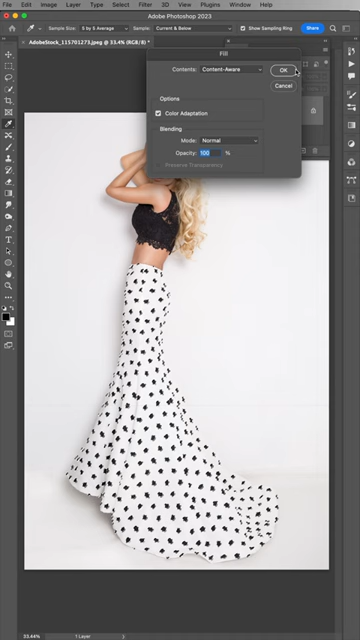 File Edit Image Layer Type Select Filter 3D View Plugins Window Help
Adobe Photoshop 2023
Sample Size: 5 by 5 Average Sample: Current & Below Show Sampling Ring Share
AdobeStock_115701273.jpeg @ 33.4% (RGB/8) *
Fill
Contents: Content-Aware OK
Cancel
Options
Color Adaptation
Blending
Mode: Normal
Opacity: 100 %
Preserve Transparency
33.44% 1 Layer